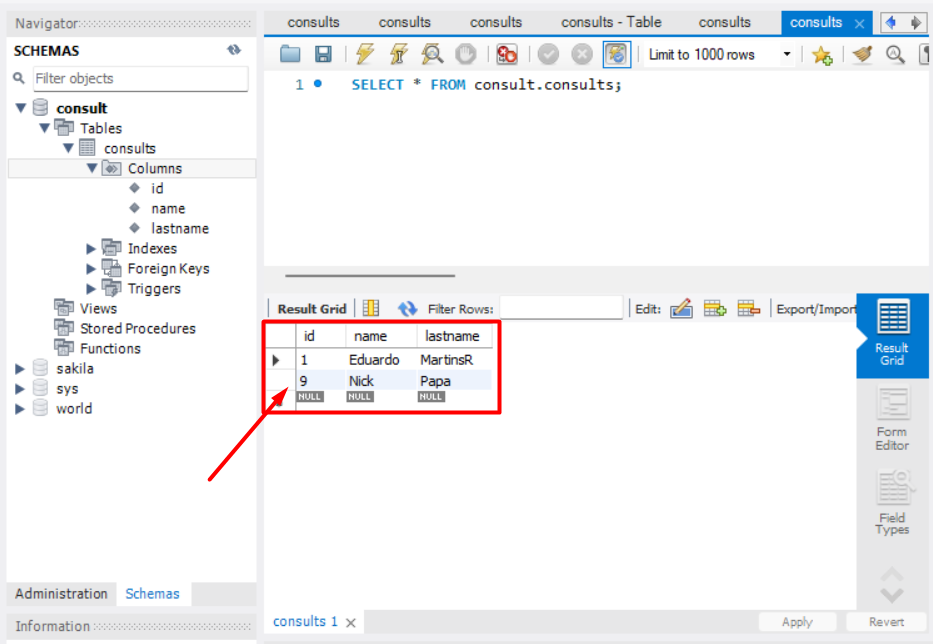 Navigator
SCHEMAS
Filter objects
consult
Tables
consults
Columns
id
name
lastname
Indexes
Foreign Keys
Triggers
Views
Stored Procedures
Functions
sakila
sys
world
Administration Schemas
Information
consults consults consults consults - Table consults consults
Limit to 1000 rows
1 SELECT * FROM consult.consults;
Result Grid Filter Rows: Edit: Export/Import
id name lastname
1 Eduardo MartinsR
9 Nick Papa
NULL NULL NULL
Result
Grid
Form
Editor
Field
Types
consults 1
Apply Revert